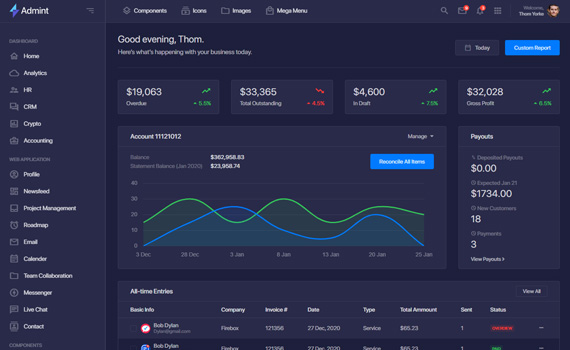 Admint
Components Icons Images Mega Menu
Welcome,
Thom Yorke
Good evening, Thom.
Here's what's happening with your business today.
Today
Custom Report
DASHBOARD
Home
Analytics
HR
CRM
Crypto
Accounting
WEB APPLICATION
Profile
Newsfeed
Project Management
Roadmap
Email
Calender
Team Collaboration
Messenger
Live Chat
Contact
COMPONENTS
$19,063
Overdue 5.5%
$33,365
Total Outstanding 4.5%
$4,600
In Draft 7.5%
$32,028
Gross Profit 6.5%
Account 11121012
Manage
Balance $362,958.83
Statement Balance (Jan 2020) $23,958.74
Reconcile All Items
40
30
20
10
0
3 Dec 28 Dec 3 Jan 8 Jan 13 Jan 20 Jan 25 Jan
Payouts
Deposited Payouts
$0.00
Expected Jan 21
$1734.00
New Customers
18
Payments
3
View Payouts
All-time Entries
View All
Basic Info Company Invoice # Date Type Total Ammount Sent Status
Bob Dylan
Dylan@gmail.com
Firebox 121356 27 Dec, 2020 Service $65.23 1 OVERVIEW
Bob Dylan Firebox 121356 27 Dec, 2020 Service $65.23 1